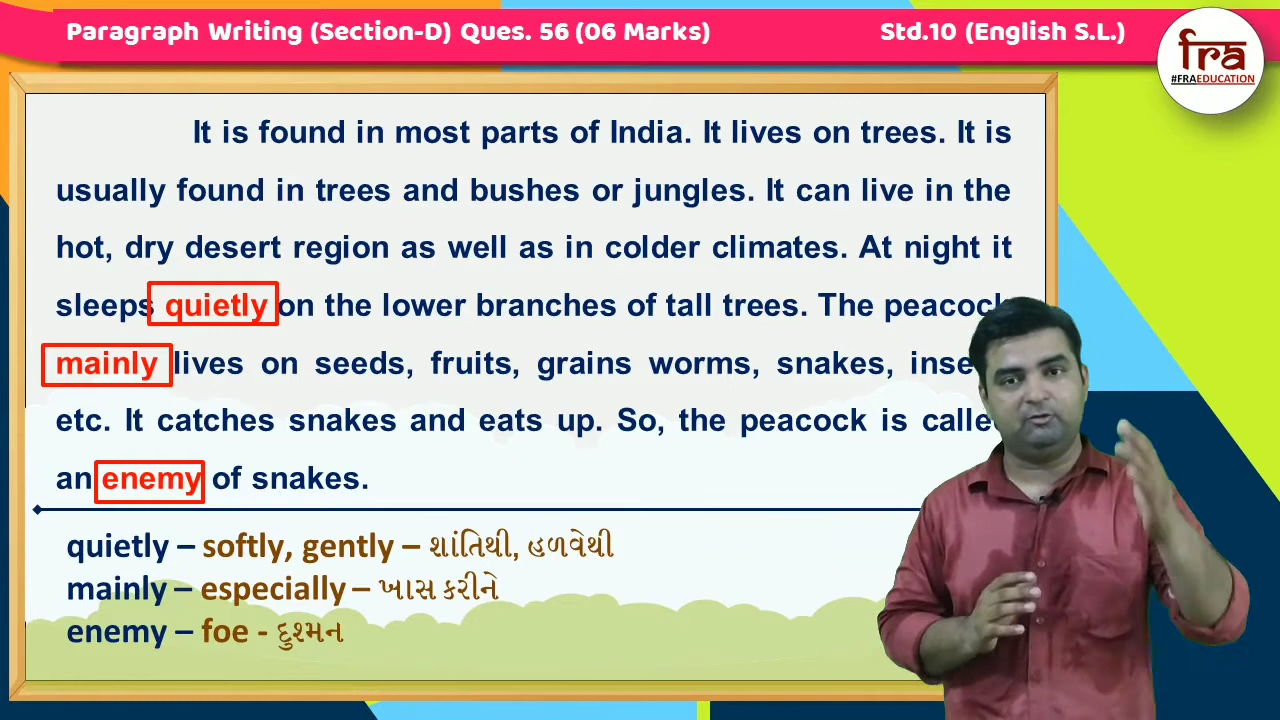 Paragraph Writing (Section-D) Ques. 56 (06 Marks)
Std.10 (English S.L.)
fra
#FRAEDUCATION
It is found in most parts of India. It lives on trees. It is
usually found in trees and bushes or jungles. It can live in the
hot, dry desert region as well as in colder climates. At night it
sleeps quietly on the lower branches of tall trees. The peacock
mainly lives on seeds, fruits, grains worms, snakes,
etc. It catches snakes and eats up. So, the peacock is called
an enemy of snakes.
quietly – softly, gently – શાંતિથી, હળવેથી
mainly – especially – ખાસ કરીને
enemy – foe - દુશ્મન